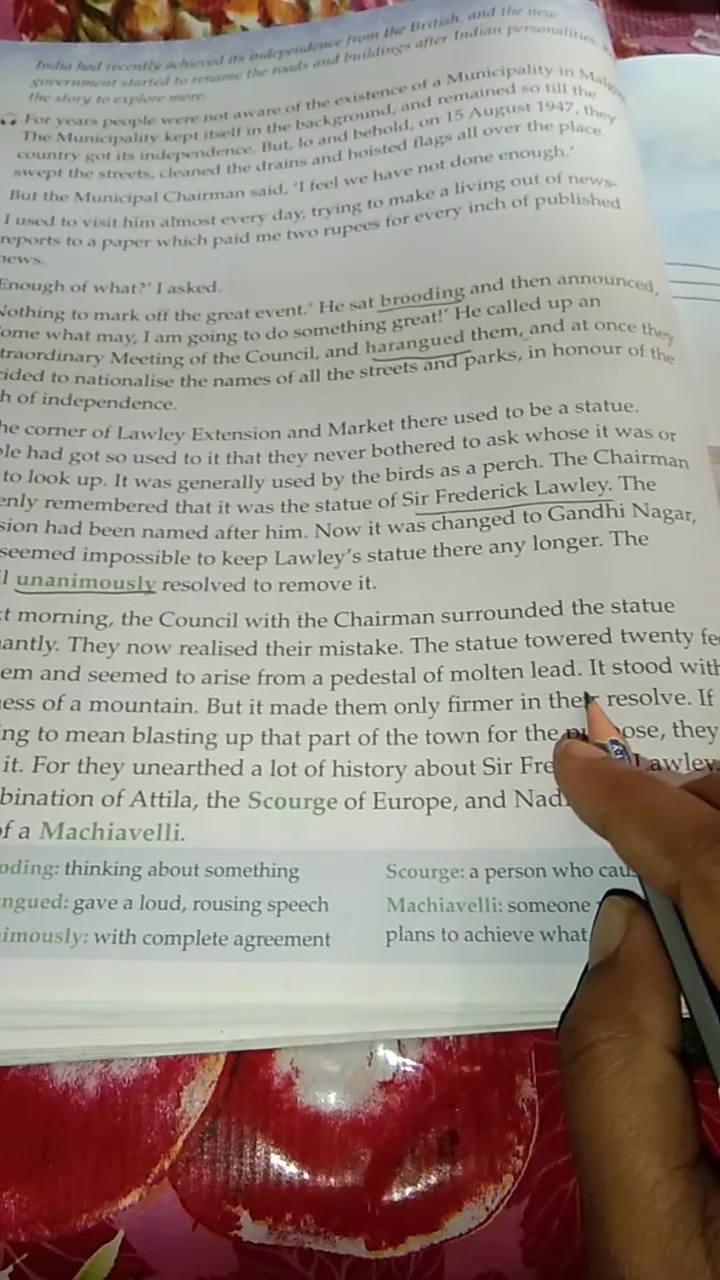 India had recently achieved its independence from the British, and the new
government started to rename the roads and buildings after Indian personalities.
the story to explore more.
For years people were not aware of the existence of a Municipality in
The Municipality kept itself in the background, and remained so till the
country got its independence. But, lo and behold, on 15 August 1947, they
swept the streets, cleaned the drains and hoisted flags all over the place.
But the Municipal Chairman said, 'I feel we have not done enough.'
I used to visit him almost every day, trying to make a living out of news-
reports to a paper which paid me two rupees for every inch of published
news.
Enough of what?' I asked.
Nothing to mark off the great event.' He sat brooding and then announced,
ome what may, I am going to do something great!' He called up an
traordinary Meeting of the Council, and harangued them, and at once they
cided to nationalise the names of all the streets and parks, in honour of the
h of independence.
he corner of Lawley Extension and Market there used to be a statue.
ple had got so used to it that they never bothered to ask whose it was or
to look up. It was generally used by the birds as a perch. The Chairman
enly remembered that it was the statue of Sir Frederick Lawley. The
sion had been named after him. Now it was changed to Gandhi Nagar,
seemed impossible to keep Lawley's statue there any longer. The
il unanimously resolved to remove it.
t morning, the Council with the Chairman surrounded the statue
antly. They now realised their mistake. The statue towered twenty fe
em and seemed to arise from a pedestal of molten lead. It stood with
ess of a mountain. But it made them only firmer in their resolve. If
ing to mean blasting up that part of the town for the ose, they
it. For they unearthed a lot of history about Sir Fre Lawley.
bination of Attila, the Scourge of Europe, and Nad
of a Machiavelli.
oding: thinking about something
ngued: gave a loud, rousing speech
imously: with complete agreement
Scourge: a person who cau
Machiavelli: someone
plans to achieve what